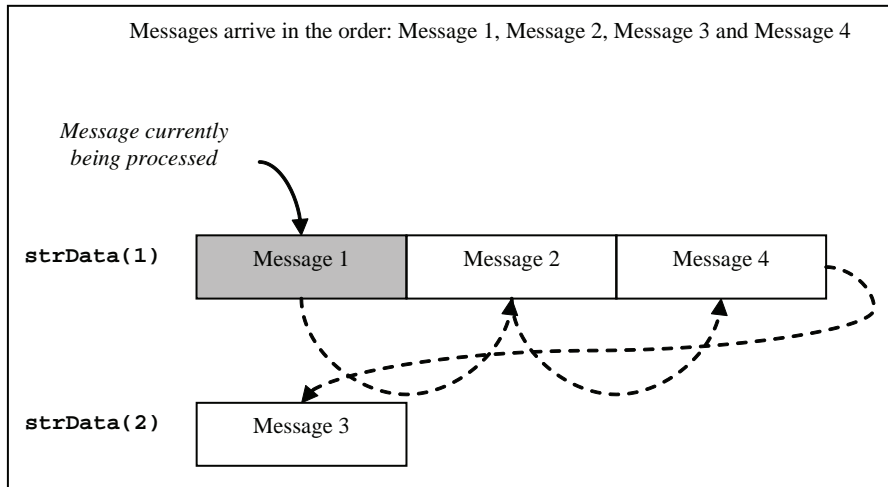 Messages arrive in the order: Message 1, Message 2, Message 3 and Message 4
Message currently
being processed
strData(1)
Message 1
Message 2
Message 4
strData(2)
Message 3